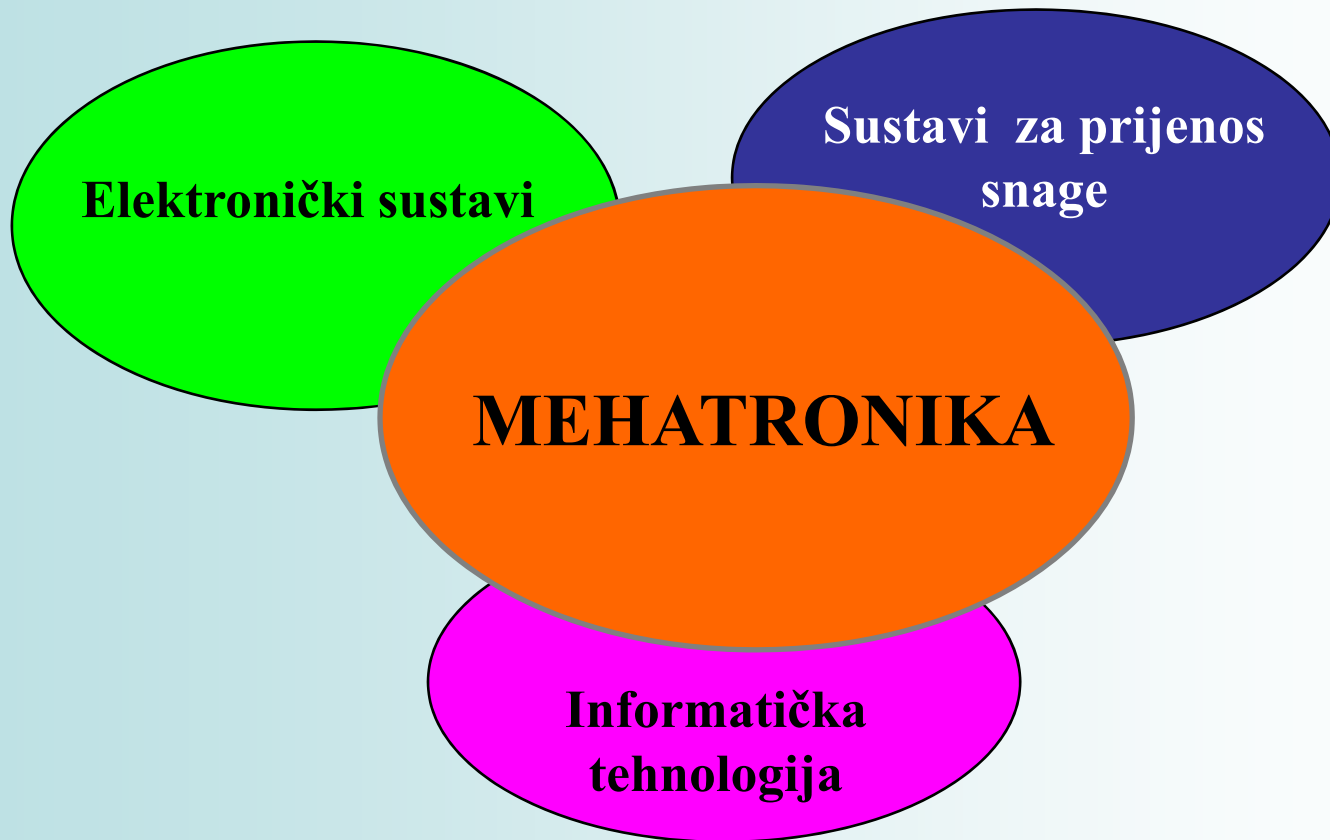 Elektronički sustavi
Sustavi za prijenos
snage
MEHATRONIKA
Informatička
tehnologija